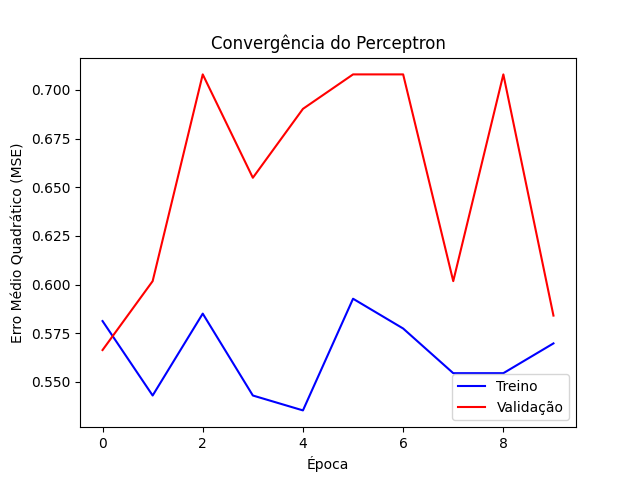 Convergência do Perceptron
Erro Médio Quadrático (MSE)
0.700
0.675
0.650
0.625
0.600
0.575
0.550
0 2 4 6 8
Época
Treino
Validação